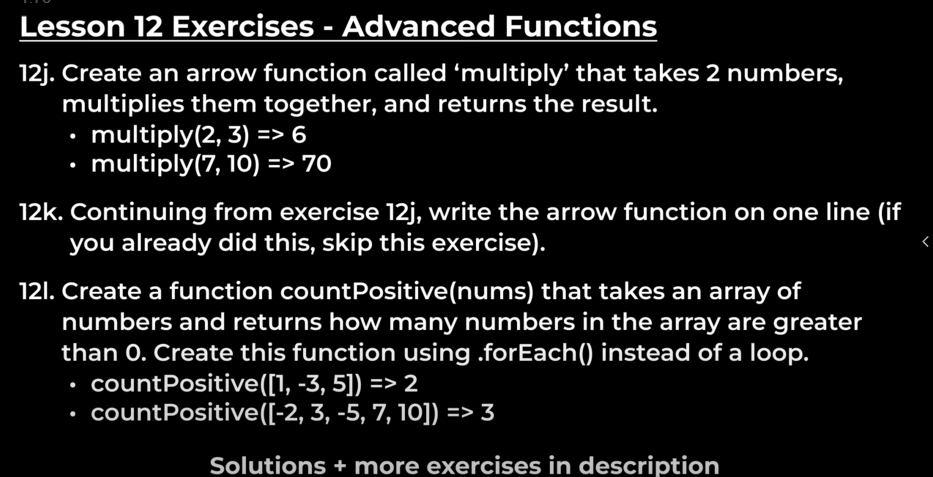 Lesson 12 Exercises - Advanced Functions
12j. Create an arrow function called ‘multiply’ that takes 2 numbers,
multiplies them together, and returns the result.
• multiply(2, 3) => 6
• multiply(7, 10) => 70
12k. Continuing from exercise 12j, write the arrow function on one line (if
you already did this, skip this exercise).
12l. Create a function countPositive(nums) that takes an array of
numbers and returns how many numbers in the array are greater
than 0. Create this function using .forEach() instead of a loop.
• countPositive([1, -3, 5]) => 2
• countPositive([-2, 3, -5, 7, 10]) => 3
Solutions + more exercises in description